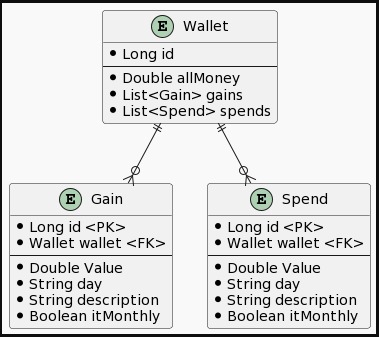 E Wallet
Long id
Double allMoney
List<Gain> gains
List<Spend> spends
E Gain
Long id <PK>
Wallet wallet <FK>
Double Value
String day
String description
Boolean itMonthly
E Spend
Long id <PK>
Wallet wallet <FK>
Double Value
String day
String description
Boolean itMonthly